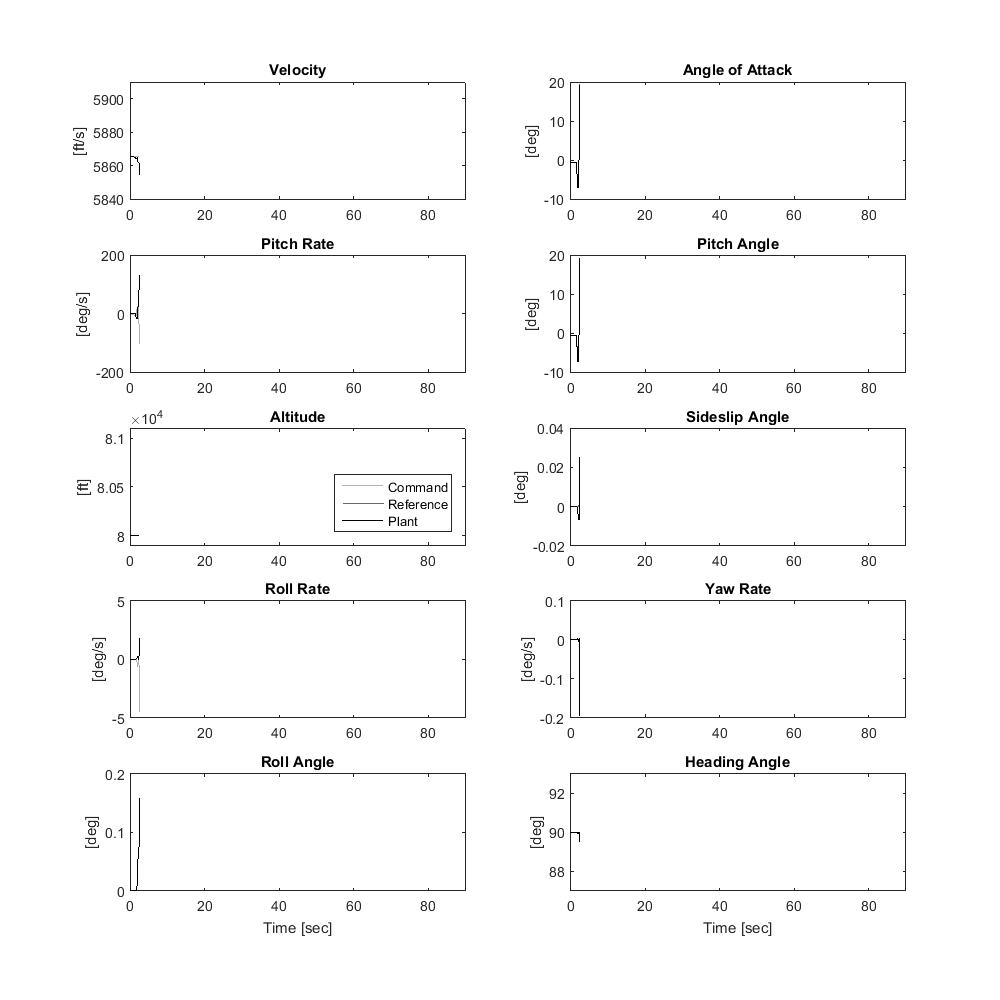 Velocity
[ft/s]
5900
5880
5860
5840
0 20 40 60 80
Angle of Attack
[deg]
20
10
0
-10
0 20 40 60 80
Pitch Rate
[deg/s]
200
0
-200
0 20 40 60 80
Pitch Angle
[deg]
20
10
0
-10
0 20 40 60 80
Altitude
×10⁴
[ft]
8.1
8.05
8
0 20 40 60 80
Command
Reference
Plant
Sideslip Angle
[deg]
0.04
0.02
0
-0.02
0 20 40 60 80
Roll Rate
[deg/s]
5
0
-5
0 20 40 60 80
Yaw Rate
[deg/s]
0.1
0
-0.1
-0.2
0 20 40 60 80
Roll Angle
[deg]
0.2
0.1
0
0 20 40 60 80
Time [sec]
Heading Angle
[deg]
92
90
88
0 20 40 60 80
Time [sec]